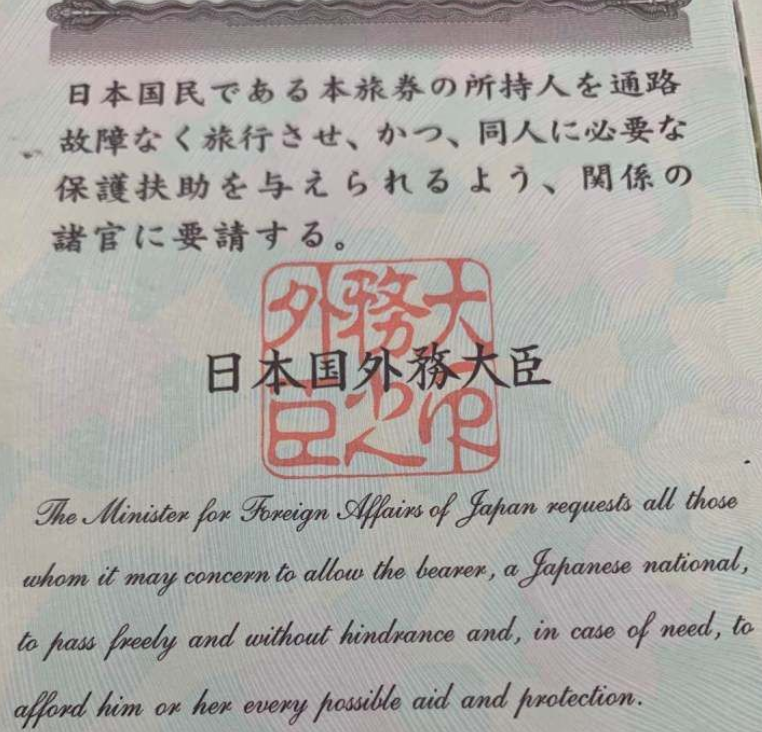 日本国民である本旅券の所持人を通路
故障なく旅行させ、かつ、同人に必要な
保護扶助を与えられるよう、関係の
諸官に要請する。
日本国外務大臣
The Minister for Foreign Affairs of Japan requests all those
whom it may concern to allow the bearer, a Japanese national,
to pass freely and without hindrance and, in case of need, to
afford him or her every possible aid and protection.